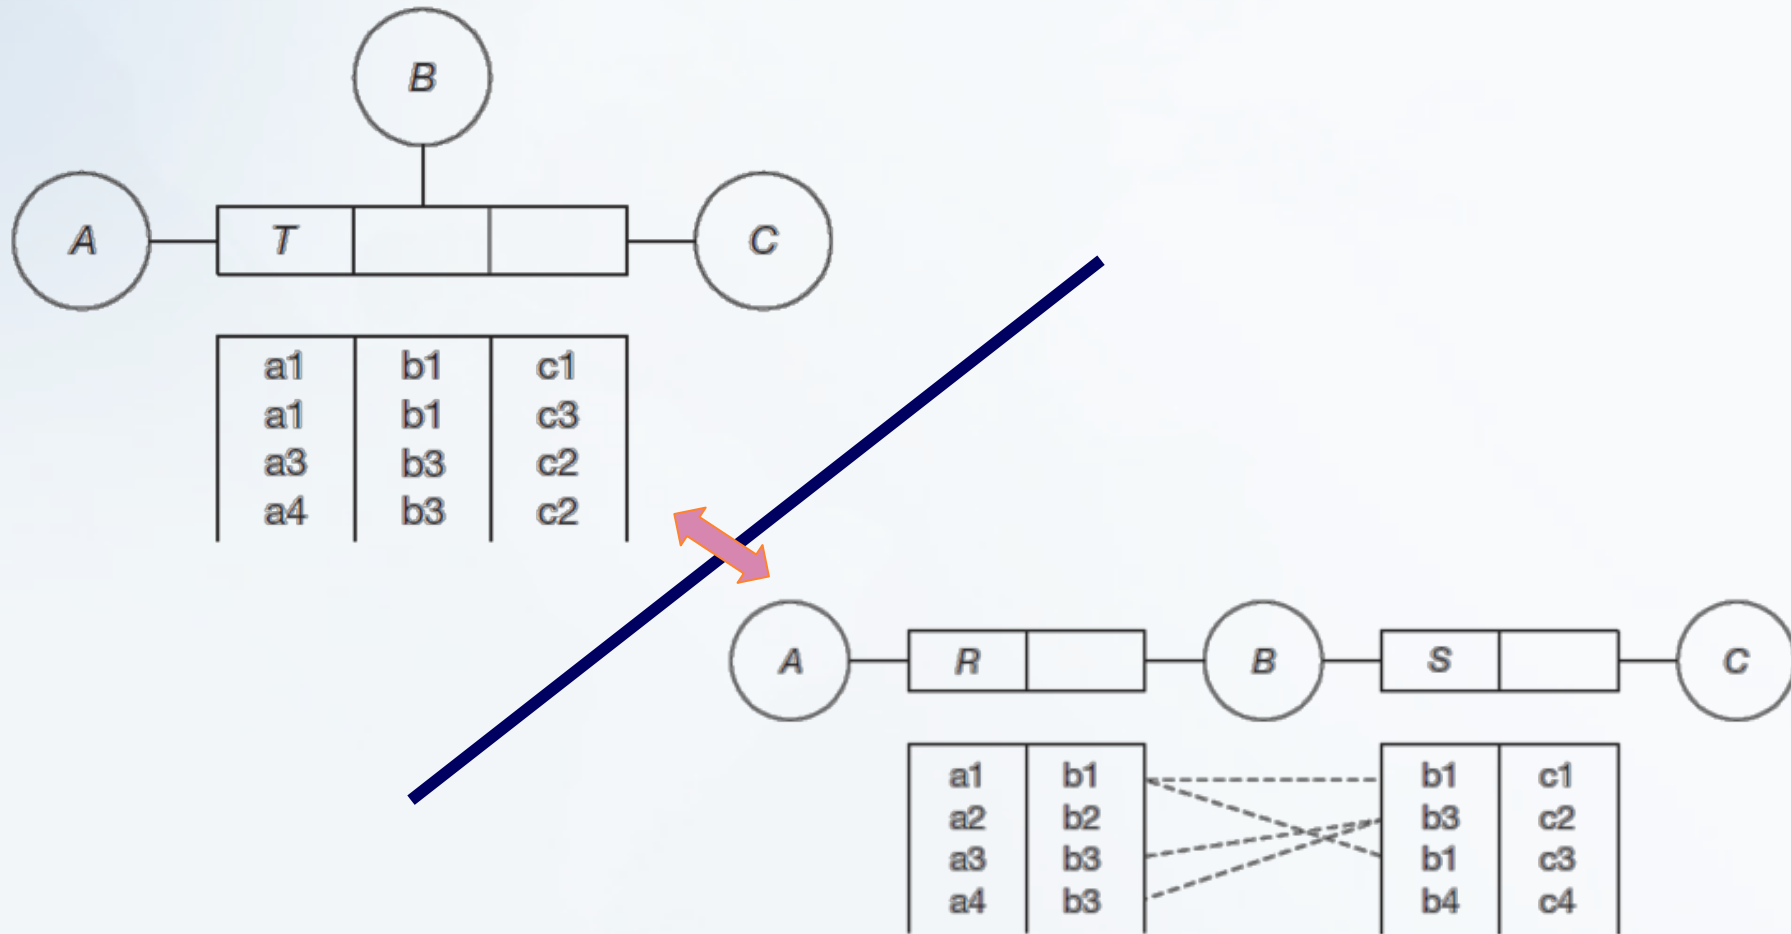 B
A T C
a1 b1 c1
a1 b1 c3
a3 b3 c2
a4 b3 c2
A R B S C
a1 b1 b1 c1
a2 b2 b3 c2
a3 b3 b1 c3
a4 b3 b4 c4